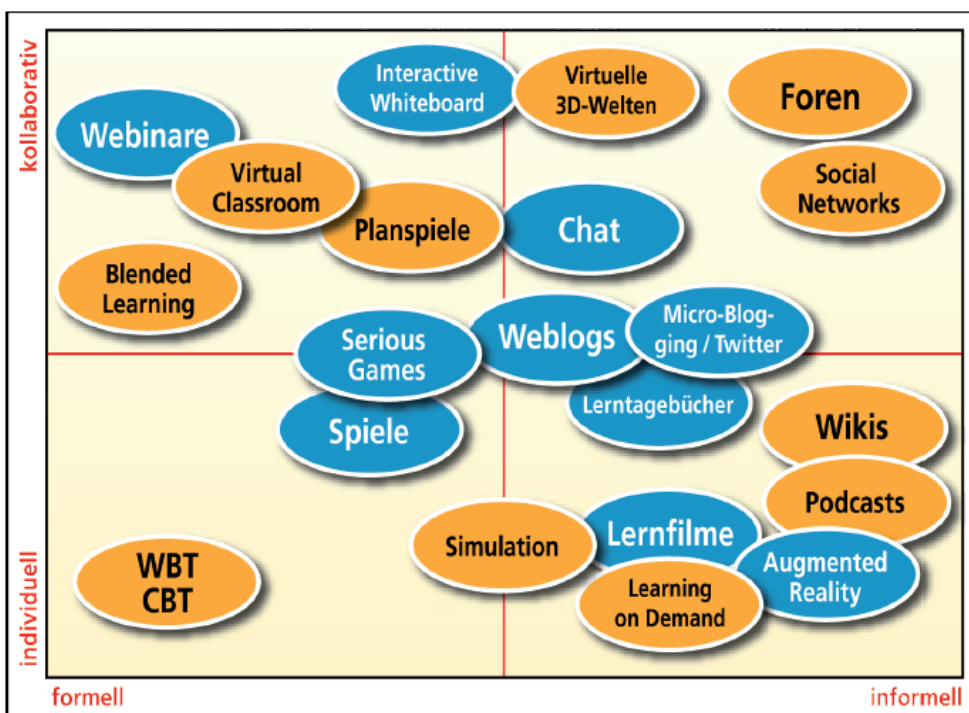 kollaborativ
Interactive
Whiteboard
Virtuelle
3D-Welten
Foren
Webinare
Virtual
Classroom
Social
Networks
Planspiele
Chat
Blended
Learning
Serious
Games
Weblogs
Micro-Blog-
ging / Twitter
Lerntagebücher
Spiele
Wikis
Podcasts
Simulation
Lernfilme
Augmented
Reality
WBT
CBT
Learning
on Demand
individuell
formell
informell